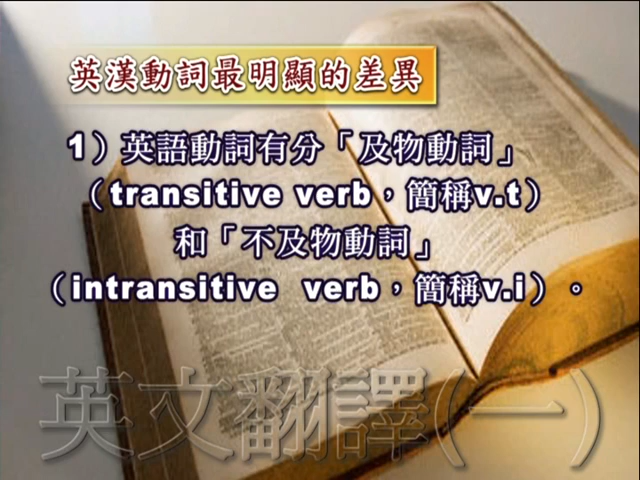 英漢動詞最明顯的差異
1）英語動詞有分「及物動詞」
（transitive verb，簡稱v.t）
和「不及物動詞」
（intransitive verb，簡稱v.i）。
英文翻譯(一)